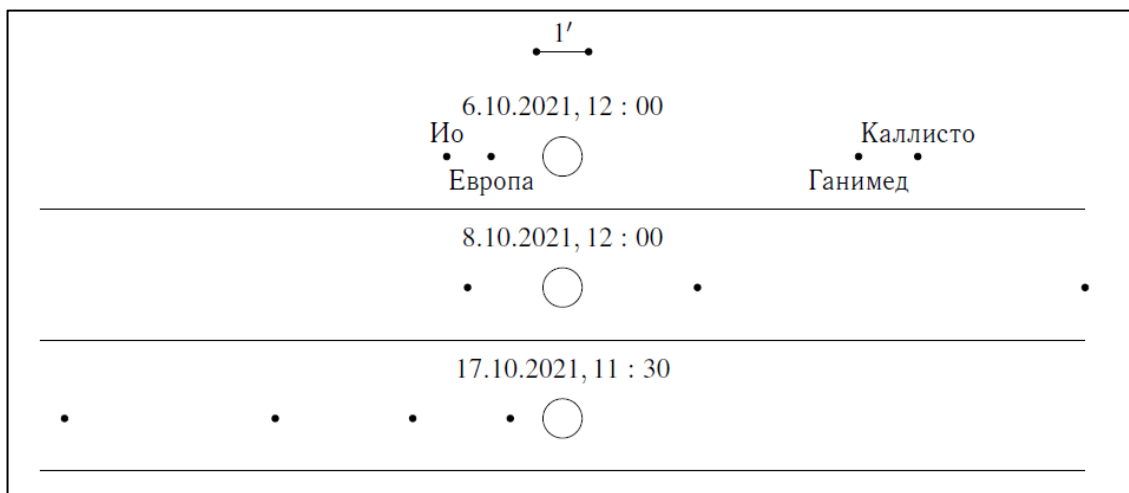 1′
6.10.2021, 12 : 00
Ио
Каллисто
Европа
Ганимед
8.10.2021, 12 : 00
17.10.2021, 11 : 30